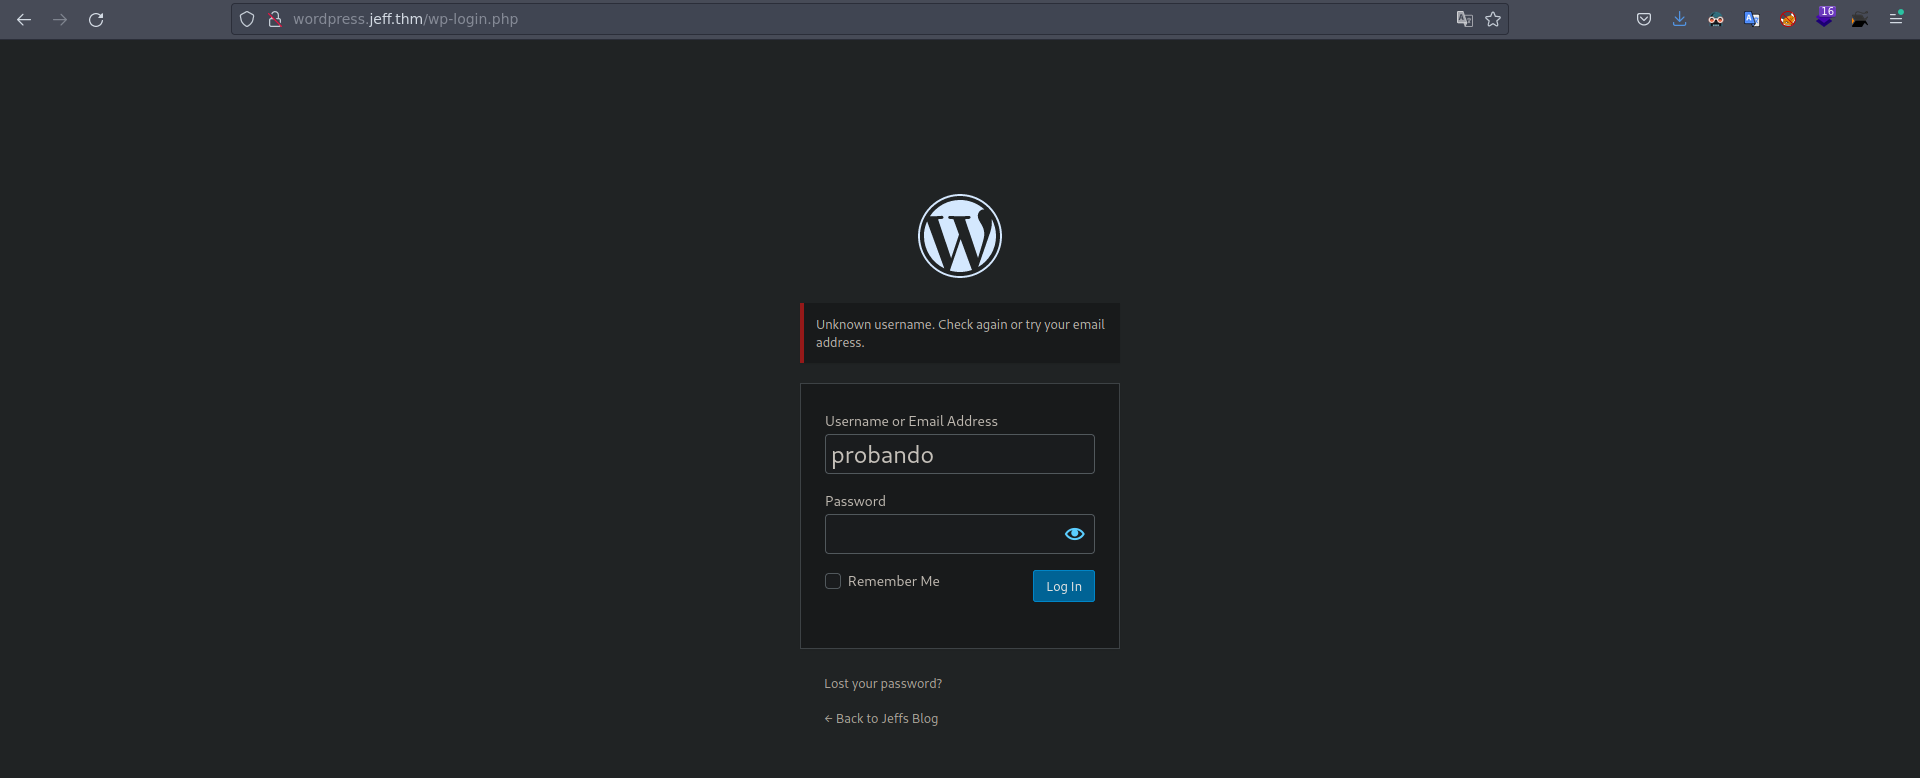 wordpress.jeff.thm/wp-login.php
16
Unknown username. Check again or try your email
address.
Username or Email Address
probando
Password
Remember Me
Log In
Lost your password?
← Back to Jeffs Blog